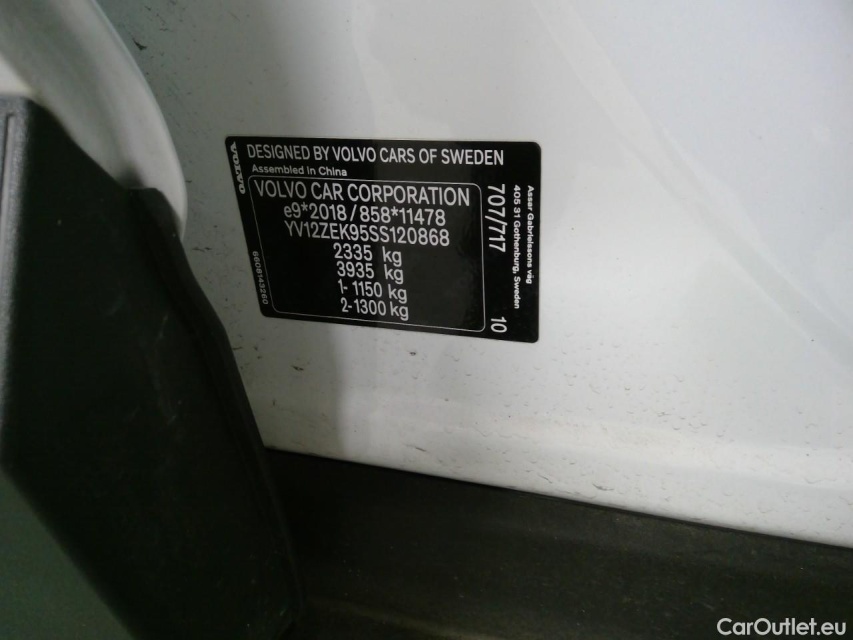 VOLVO
DESIGNED BY VOLVO CARS OF SWEDEN
Assembled in China
VOLVO CAR CORPORATION
e9*2018/858*11478
YV12ZEK95SS120868
2335 kg
3935 kg
1- 1150 kg
2-1300 kg
6608143260
707/717
10
Assar Gabrielssons väg
405 31 Gothenburg, Sweden
CarOutlet.eu